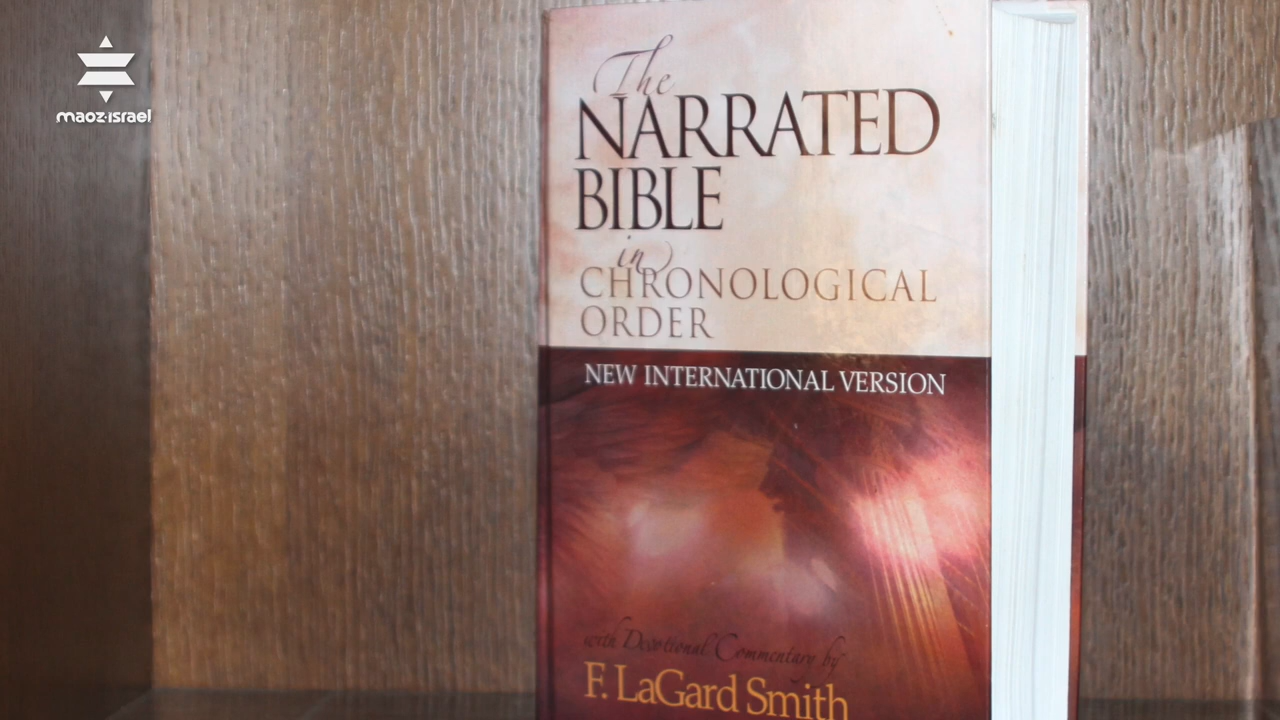 maoz·israel
The
NARRATED
BIBLE
in
CHRONOLOGICAL
ORDER
NEW INTERNATIONAL VERSION
with Devotional Commentary by
F. LaGard Smith